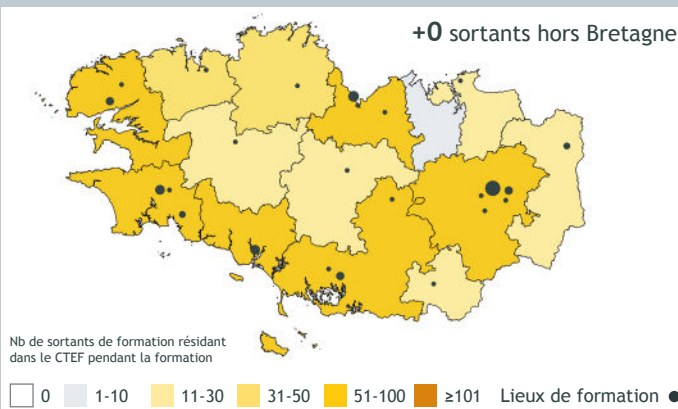 +0 sortants hors Bretagne
Nb de sortants de formation résidant
dans le CTEF pendant la formation
0 1-10 11-30 31-50 51-100 ≥101 Lieux de formation